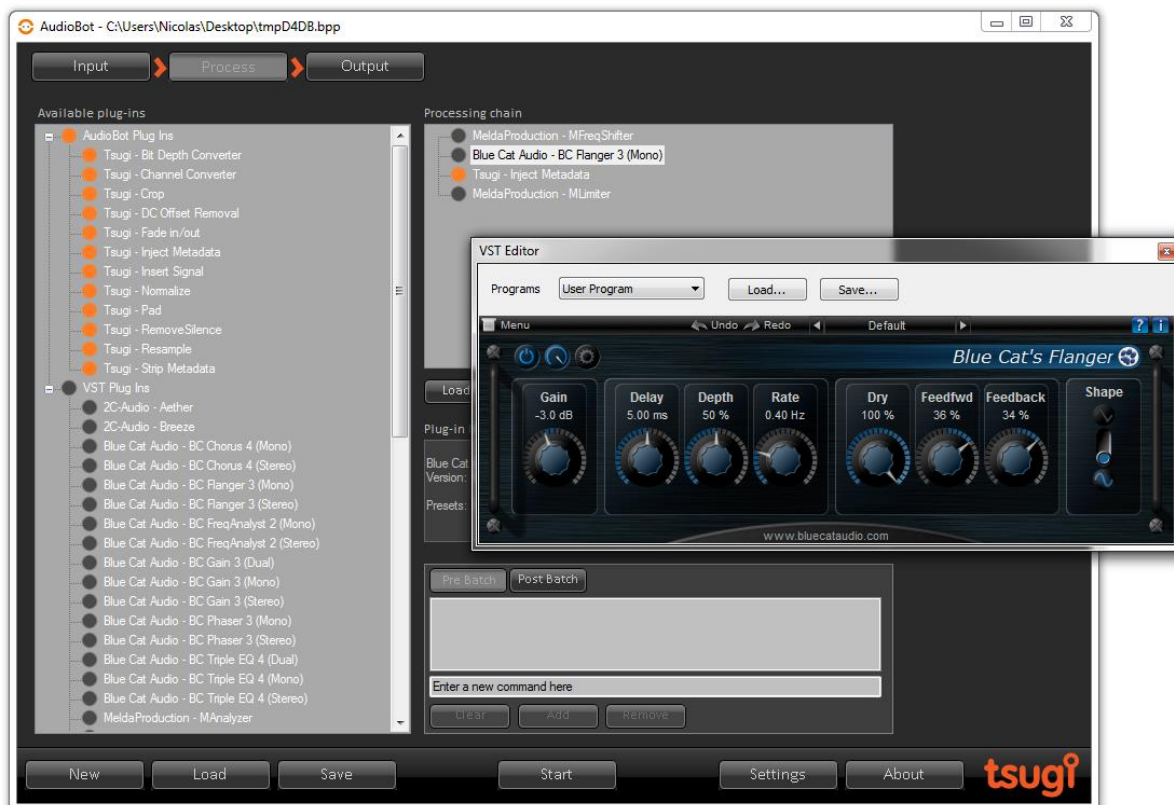 AudioBot - C:\Users\Nicolas\Desktop\tmpD4DB.bpp
Input
Process
Output
Available plug-ins
AudioBot Plug Ins
Tsugi - Bit Depth Converter
Tsugi - Channel Converter
Tsugi - Crop
Tsugi - DC Offset Removal
Tsugi - Fade in/out
Tsugi - Inject Metadata
Tsugi - Insert Signal
Tsugi - Normalize
Tsugi - Pad
Tsugi - RemoveSilence
Tsugi - Resample
Tsugi - Strip Metadata
VST Plug Ins
2C-Audio - Aether
2C-Audio - Breeze
Blue Cat Audio - BC Chorus 4 (Mono)
Blue Cat Audio - BC Chorus 4 (Stereo)
Blue Cat Audio - BC Flanger 3 (Mono)
Blue Cat Audio - BC Flanger 3 (Stereo)
Blue Cat Audio - BC FreqAnalyst 2 (Mono)
Blue Cat Audio - BC FreqAnalyst 2 (Stereo)
Blue Cat Audio - BC Gain 3 (Dual)
Blue Cat Audio - BC Gain 3 (Mono)
Blue Cat Audio - BC Gain 3 (Stereo)
Blue Cat Audio - BC Phaser 3 (Mono)
Blue Cat Audio - BC Phaser 3 (Stereo)
Blue Cat Audio - BC Triple EQ 4 (Dual)
Blue Cat Audio - BC Triple EQ 4 (Mono)
Blue Cat Audio - BC Triple EQ 4 (Stereo)
MeldaProduction - MAnalyzer
Processing chain
MeldaProduction - MFreqShifter
Blue Cat Audio - BC Flanger 3 (Mono)
Tsugi - Inject Metadata
MeldaProduction - MLimiter
Load
Plug-in
Blue Cat
Version:
Presets:
VST Editor
Programs
User Program
Load...
Save...
Menu
Undo
Redo
Default
? i
Blue Cat's Flanger
Gain
-3.0 dB
Delay
5.00 ms
Depth
50 %
Rate
0.40 Hz
Dry
100 %
Feedfwd
36 %
Feedback
34 %
Shape
www.bluecataudio.com
Pre Batch
Post Batch
Enter a new command here
Clear
Add
Remove
New
Load
Save
Start
Settings
About
tsugi